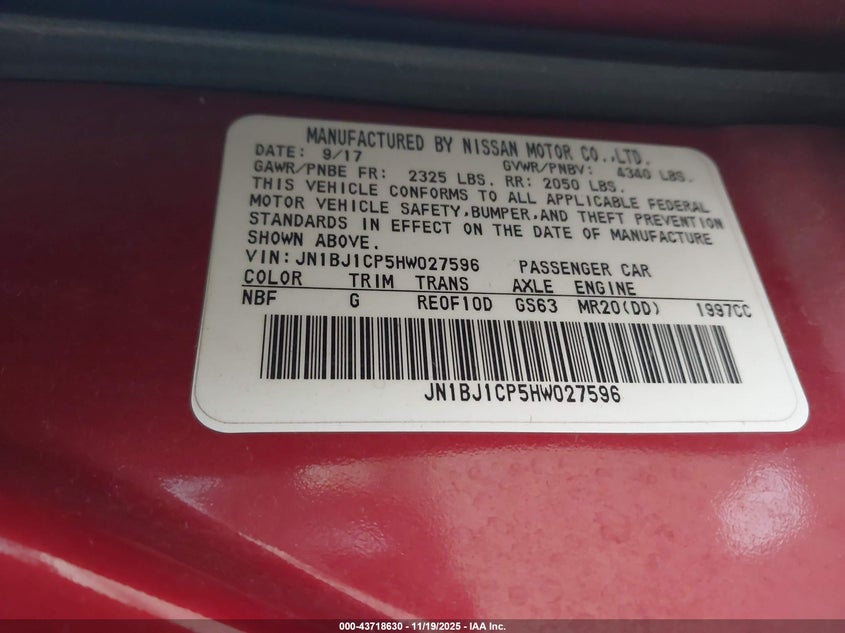 MANUFACTURED BY NISSAN MOTOR CO.,LTD.
DATE: 9/17 GVWR/PNBV: 4340 LBS.
GAWR/PNBE FR: 2325 LBS. RR: 2050 LBS.
THIS VEHICLE CONFORMS TO ALL APPLICABLE FEDERAL
MOTOR VEHICLE SAFETY,BUMPER,AND THEFT PREVENTION
STANDARDS IN EFFECT ON THE DATE OF MANUFACTURE
SHOWN ABOVE.
VIN:JN1BJ1CP5HW027596 PASSENGER CAR
COLOR TRIM TRANS AXLE ENGINE
NBF G RE0F10D GS63 MR20(DD) 1997CC
JN1BJ1CP5HW027596
000-43718630 - 11/19/2025 - IAA Inc.